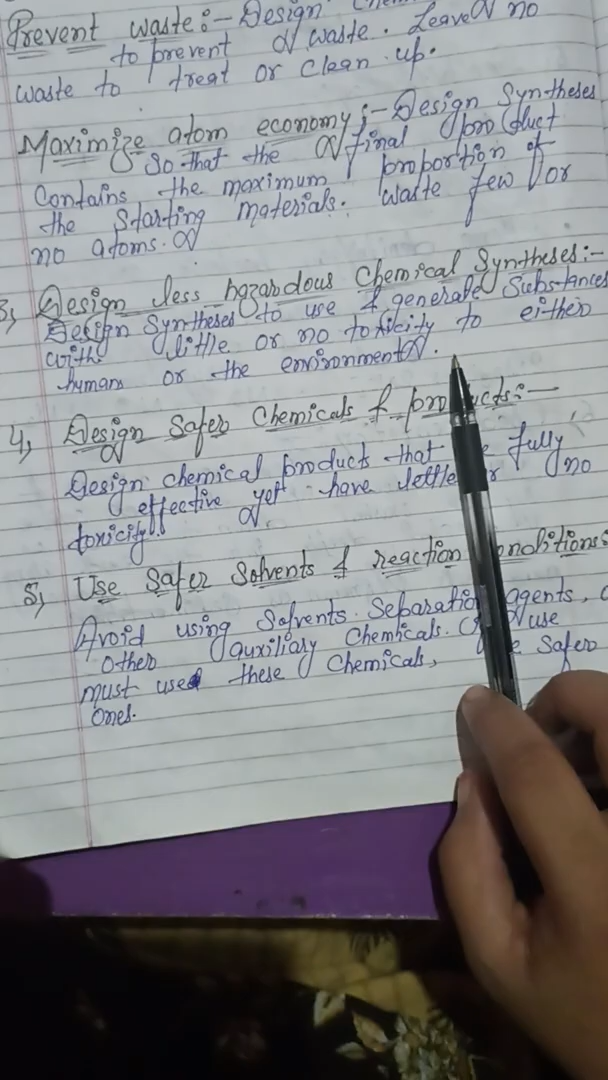 Prevent waste:- Design
to prevent waste. Leave no
waste to treat or clean up.
Maximize atom economy:- Design Syntheses
So that the final product
Contains the maximum proportion of
the Starting materials. waste few or
no atoms.
3, Design less hazardous Chemical Syntheses:-
Design Syntheses to use & generate Substances
with little or no toxicity to either
humans or the environment.
4, Design Safer Chemicals & products:-
Design chemical products that fully
effective yet have little no
toxicity.
5, Use Safer Solvents & reaction conditions:
Avoid using Solvents. Separation agents,
Other auxiliary Chemicals. use
must use these Chemicals, Safer
Ones.